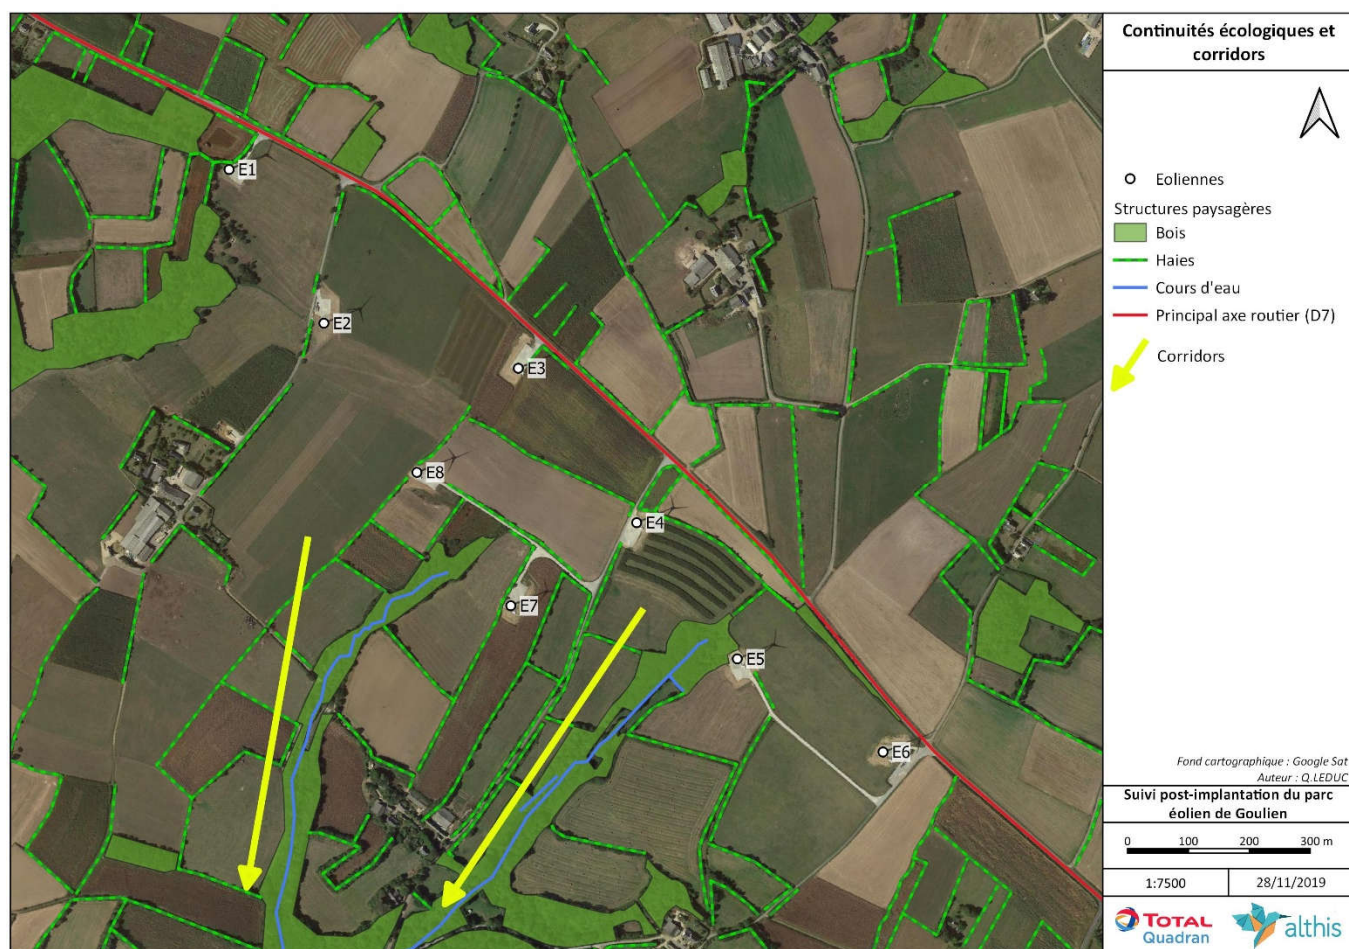 Continuités écologiques et
corridors
Eoliennes
Structures paysagères
Bois
Haies
Cours d'eau
Principal axe routier (D7)
Corridors
E1
E2
E3
E8
E4
E7
E5
E6
Fond cartographique : Google Sat
Auteur : Q.LEDUC
Suivi post-implantation du parc
éolien de Goulien
0 100 200 300 m
1:7500 28/11/2019
TOTAL
Quadran
althis